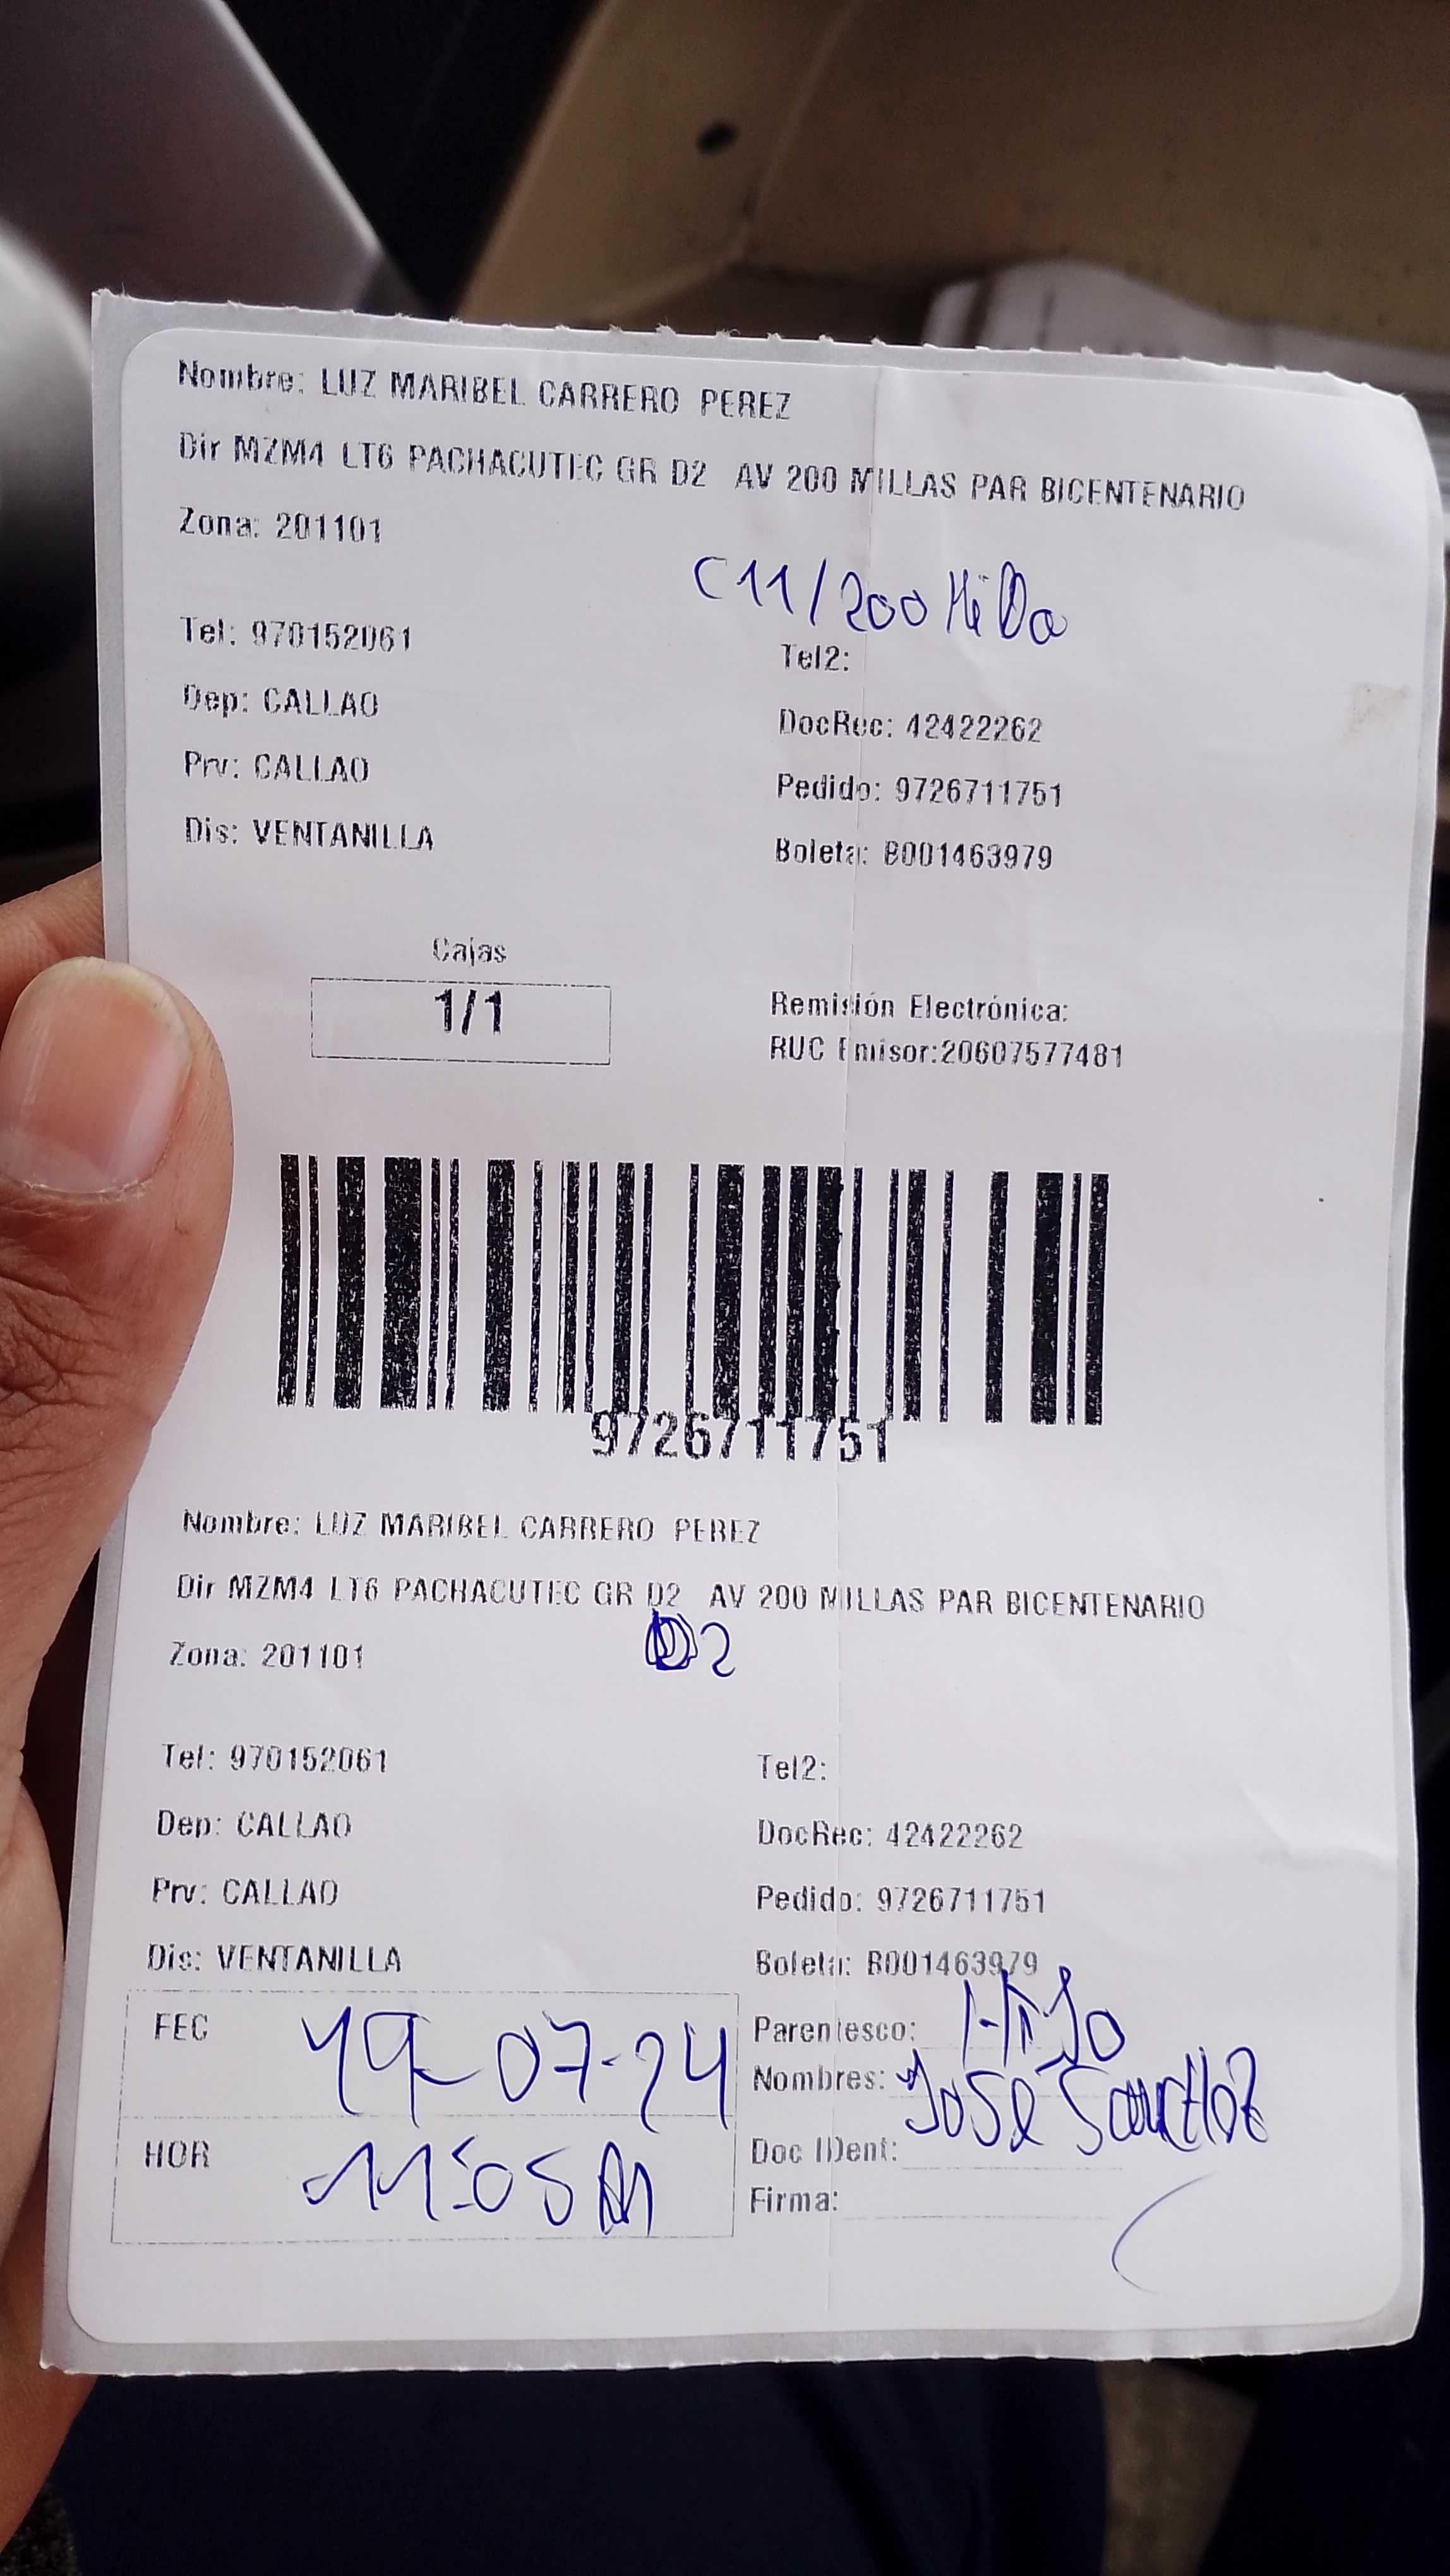 Nombre: LUZ MARIBEL CARRERO PEREZ
Dir MZM4 LT6 PACHACUTEC GR D2 AV 200 MILLAS PAR BICENTENARIO
Zona: 201101
C11/200 Milla
Tel: 970152061
Tel2:
Dep: CALLAO
DocRec: 42422262
Prv: CALLAO
Pedido: 9726711751
Dis: VENTANILLA
Boleta: B001463979
Cajas
1/1
Remisión Electrónica:
RUC Emisor:20607577481
9726711751
Nombre: LUZ MARIBEL CARRERO PEREZ
Dir MZM4 LT6 PACHACUTEC GR D2 AV 200 MILLAS PAR BICENTENARIO
D2
Zona: 201101
Tel: 970152061
Tel2:
Dep: CALLAO
DocRec: 42422262
Prv: CALLAO
Pedido: 9726711751
Dis: VENTANILLA
Boleta: B001463979
FEC 19-07-24
Parentesco: HIJO
Nombres: José
HOR 11:05
Doc IDent:
Firma: